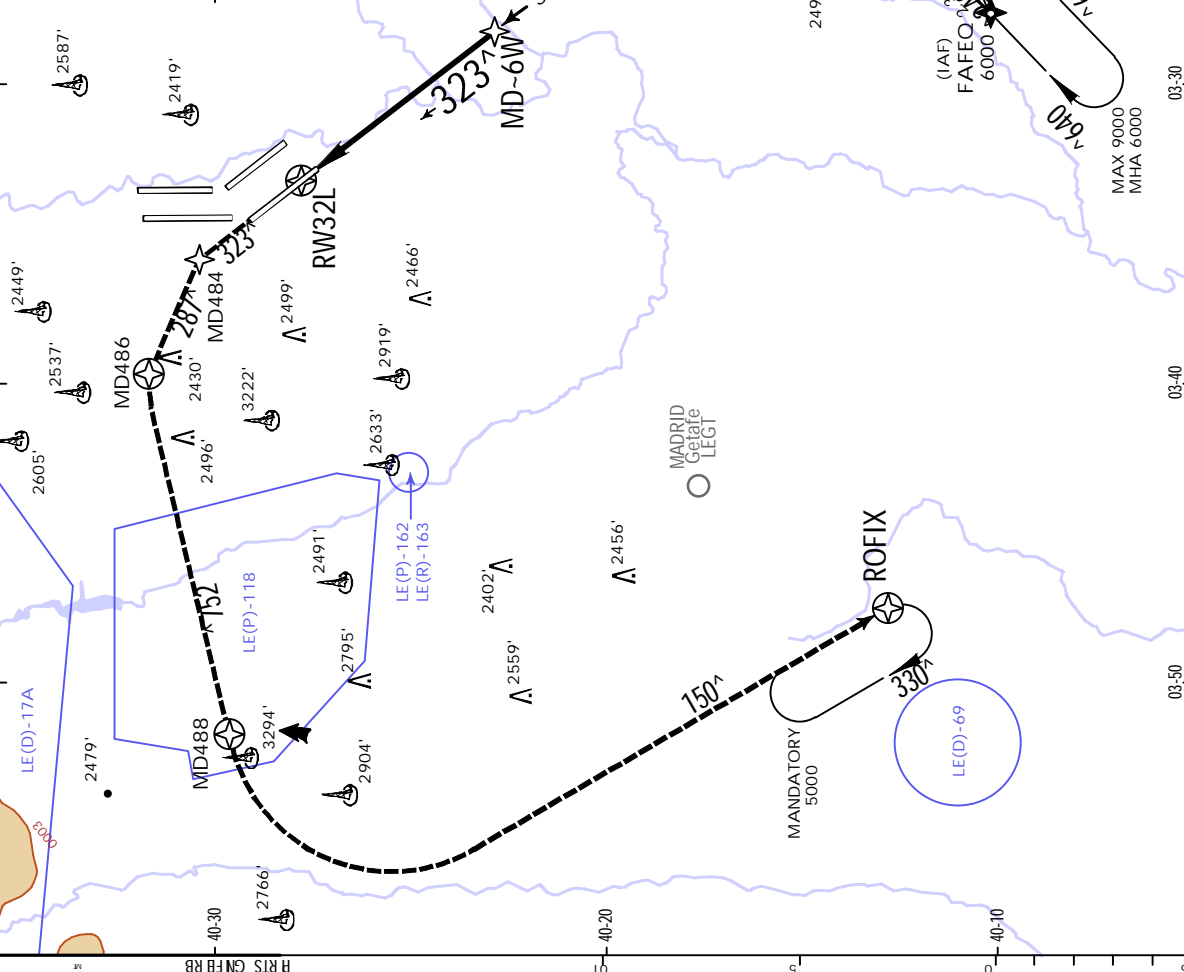 2587'
2419'
249
(IAF)
FAFEO
6000
640^
MAX 9000
MHA 6000
03-30
323^
MD~6W
RW32L
323^
MD484
287^
MD486
2430'
2449'
2537'
2605'
2499'
2466'
2919'
3222'
2496'
2633'
MADRID
Getafe
LEGT
03-40
LE(P)-162
LE(R)-163
2491'
LE(P)-118
^152
2795'
2402'
2456'
2559'
ROFIX
330^
150^
MANDATORY
5000
LE(D)-69
03-50
LE(D)-17A
2479'
MD488
3294'
2904'
2766'
40-30
40-20
40-10
5
0